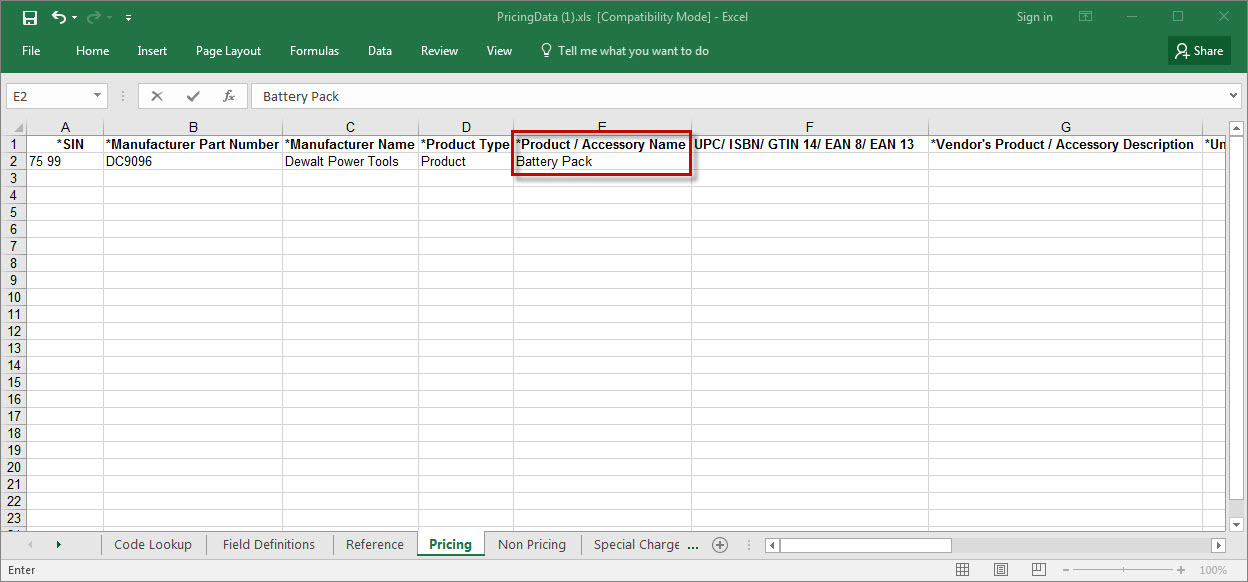 PricingData (1).xls [Compatibility Mode] - Excel Sign in
File Home Insert Page Layout Formulas Data Review View Tell me what you want to do Share
E2 fx Battery Pack
A B C D E F G
1 *SIN *Manufacturer Part Number *Manufacturer Name *Product Type *Product / Accessory Name UPC/ ISBN/ GTIN 14/ EAN 8/ EAN 13 *Vendor's Product / Accessory Description *Un
2 75 99 DC9096 Dewalt Power Tools Product Battery Pack
3
4
5
6
7
8
9
10
11
12
13
14
15
16
17
18
19
20
21
22
23
Code Lookup Field Definitions Reference Pricing Non Pricing Special Charge ...
Enter 100%